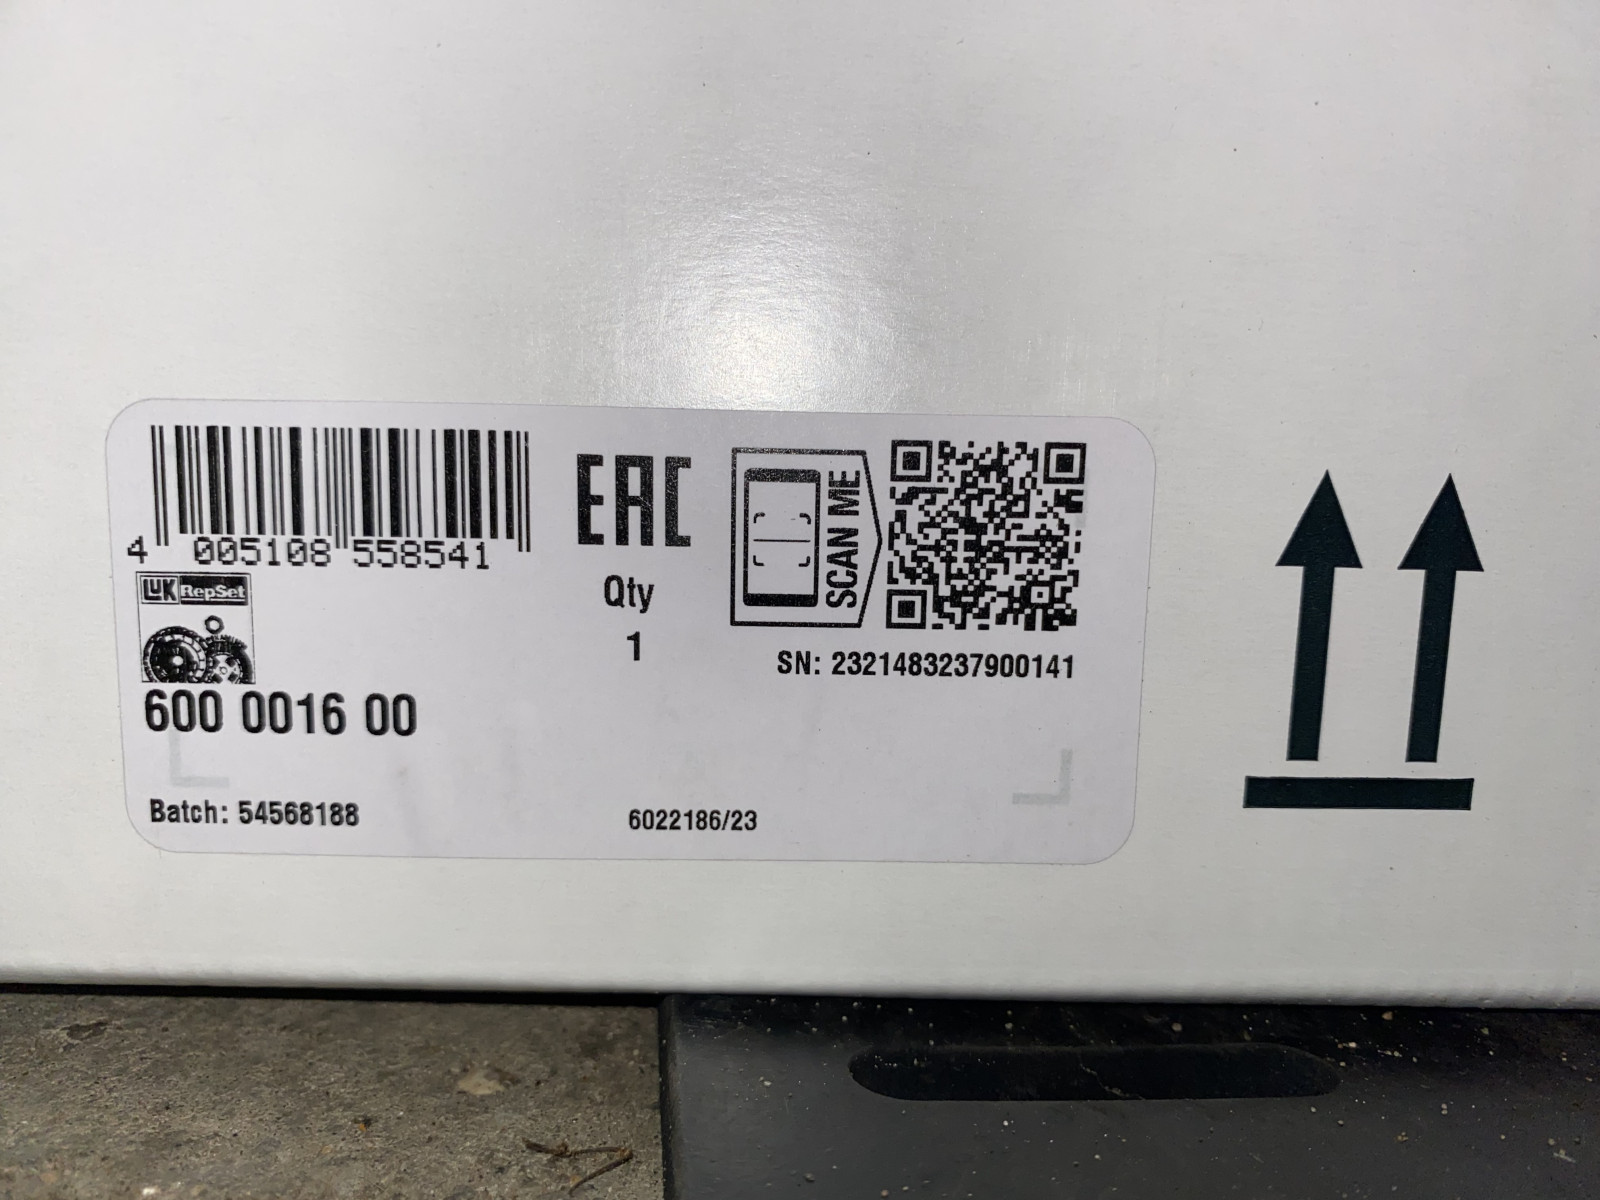 4 005108 558541
EAC
SCAN ME
LUK RepSet
Qty
1
SN: 2321483237900141
600 0016 00
Batch: 54568188
6022186/23